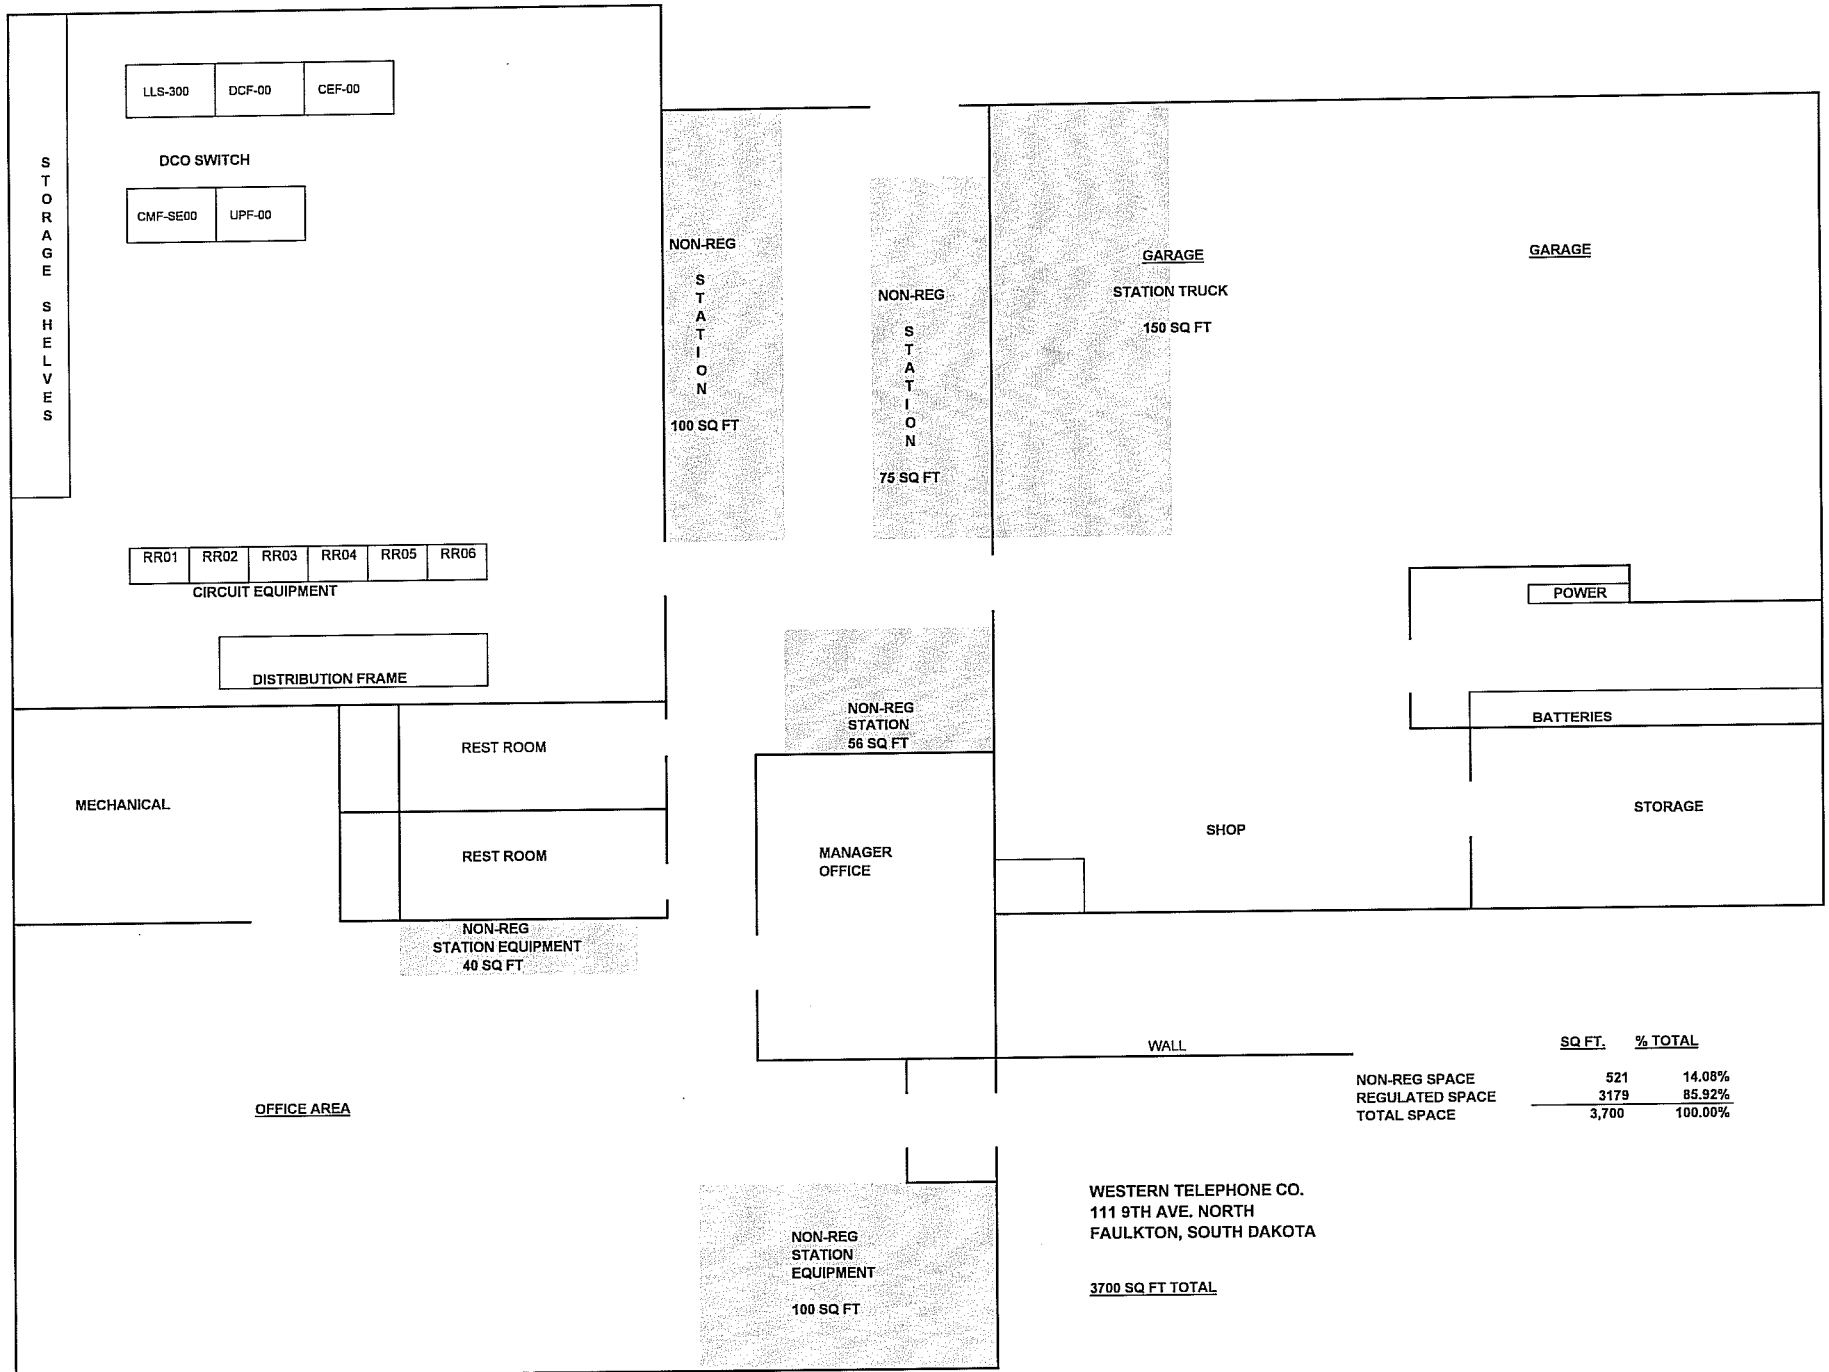 LLS-300 DCF-00 CEF-00
DCO SWITCH
CMF-SE00 UPF-00
STORAGE SHELVES
RR01 RR02 RR03 RR04 RR05 RR06
CIRCUIT EQUIPMENT
DISTRIBUTION FRAME
MECHANICAL
REST ROOM
REST ROOM
NON-REG
STATION EQUIPMENT
40 SQ FT
OFFICE AREA
NON-REG
STATION
100 SQ FT
NON-REG
STATION
75 SQ FT
NON-REG
STATION
56 SQ FT
MANAGER
OFFICE
NON-REG
STATION
EQUIPMENT
100 SQ FT
GARAGE
STATION TRUCK
150 SQ FT
GARAGE
POWER
BATTERIES
STORAGE
SHOP
WALL
SQ FT. % TOTAL
NON-REG SPACE 521 14.08%
REGULATED SPACE 3179 85.92%
TOTAL SPACE 3,700 100.00%
WESTERN TELEPHONE CO.
111 9TH AVE. NORTH
FAULKTON, SOUTH DAKOTA
3700 SQ FT TOTAL